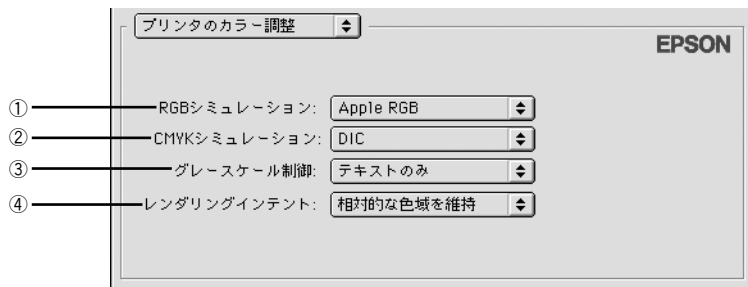 プリンタのカラー調整
EPSON
① RGBシミュレーション: Apple RGB
② CMYKシミュレーション: DIC
③ グレースケール制御: テキストのみ
④ レンダリングインテント: 相対的な色域を維持